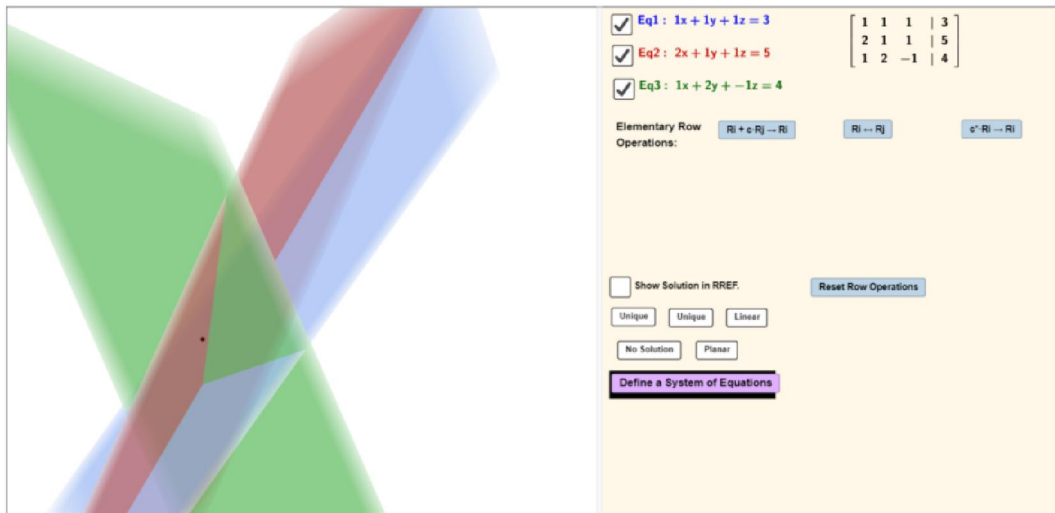 Eq1 : 1x + 1y + 1z = 3
Eq2 : 2x + 1y + 1z = 5
Eq3 : 1x + 2y + −1z = 4
1 1 1 | 3
2 1 1 | 5
1 2 −1 | 4
Elementary Row
Operations:
Ri + c·Rj → Ri
Ri ↔ Rj
c*·Ri → Ri
Show Solution in RREF.
Reset Row Operations
Unique
Unique
Linear
No Solution
Planar
Define a System of Equations